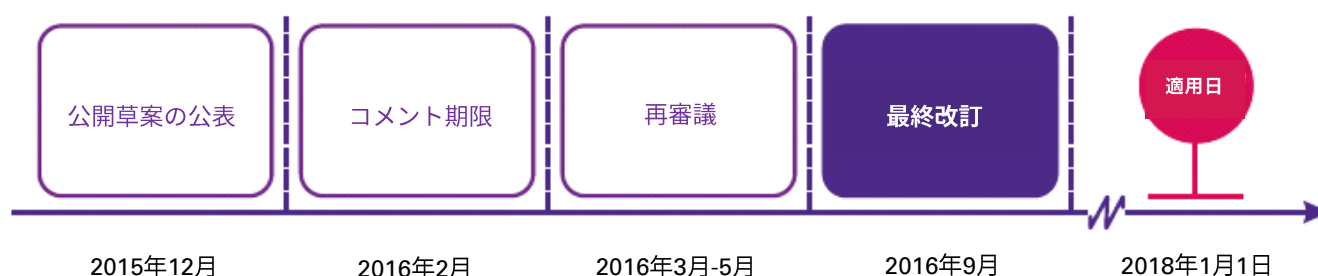 公開草案の公表
コメント期限
再審議
最終改訂
適用日
2015年12月
2016年2月
2016年3月-5月
2016年9月
2018年1月1日